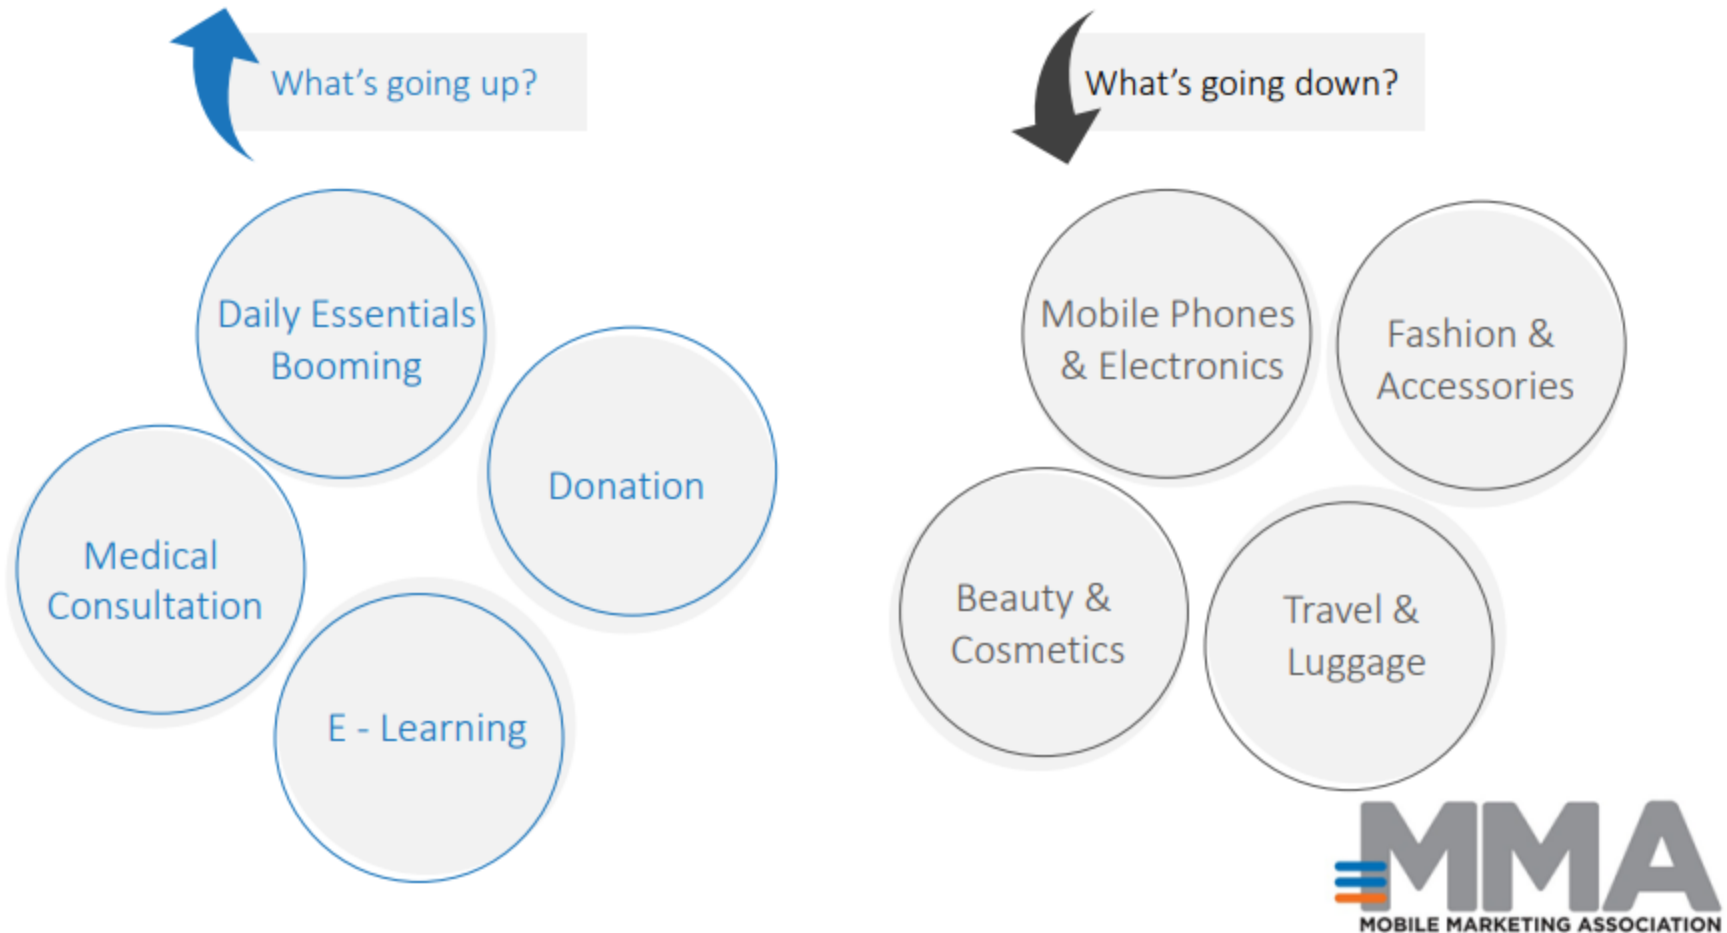 What's going up?
Daily Essentials
Booming
Donation
Medical
Consultation
E - Learning
What's going down?
Mobile Phones
& Electronics
Fashion &
Accessories
Beauty &
Cosmetics
Travel &
Luggage
MMA
MOBILE MARKETING ASSOCIATION